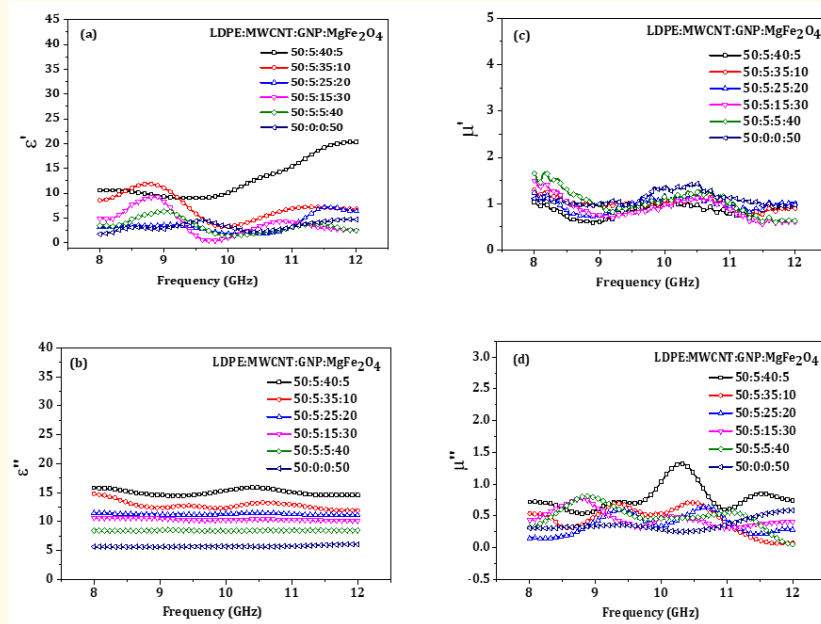 (a)
LDPE:MWCNT:GNP:MgFe₂O₄
50:5:40:5
50:5:35:10
50:5:25:20
50:5:15:30
50:5:5:40
50:0:0:50
45
40
35
30
25
20
15
10
5
0
ε'
8 9 10 11 12
Frequency (GHz)
(c)
LDPE:MWCNT:GNP:MgFe₂O₄
50:5:40:5
50:5:35:10
50:5:25:20
50:5:15:30
50:5:5:40
50:0:0:50
5
4
3
2
1
0
μ'
8 9 10 11 12
Frequency (GHz)
(b)
LDPE:MWCNT:GNP:MgFe₂O₄
50:5:40:5
50:5:35:10
50:5:25:20
50:5:15:30
50:5:5:40
50:0:0:50
40
35
30
25
20
15
10
5
0
ε''
8 9 10 11 12
Frequency (GHz)
(d)
LDPE:MWCNT:GNP:MgFe₂O₄
50:5:40:5
50:5:35:10
50:5:25:20
50:5:15:30
50:5:5:40
50:0:0:50
3.0
2.5
2.0
1.5
1.0
0.5
0.0
-0.5
μ''
8 9 10 11 12
Frequency (GHz)